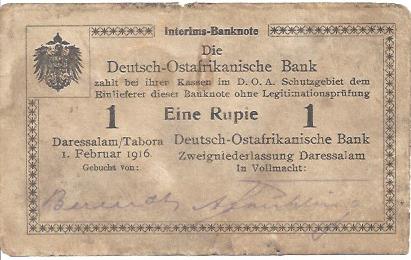 Interims-Banknote
Die
Deutsch-Ostafrikanische Bank
zahlt bei ihren Kassen im D. O. A. Schutzgebiet dem
Einlieferer dieser Banknote ohne Legitimationsprüfung
1 Eine Rupie 1
Daressalam/Tabora Deutsch-Ostafrikanische Bank
1. Februar 1916. Zweigniederlassung Daressalam
Gebucht von: In Vollmacht: